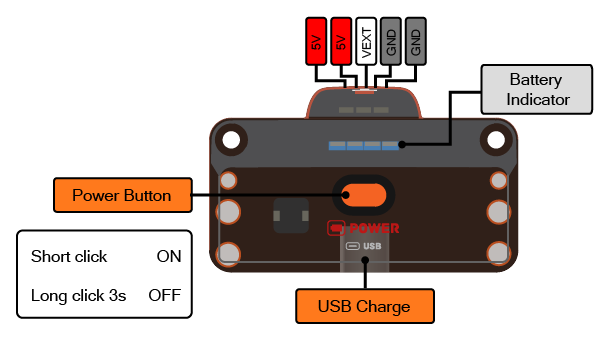 5V
5V
VEXT
GND
GND
Battery
Indicator
Power Button
POWER
USB
Short click ON
Long click 3s OFF
USB Charge